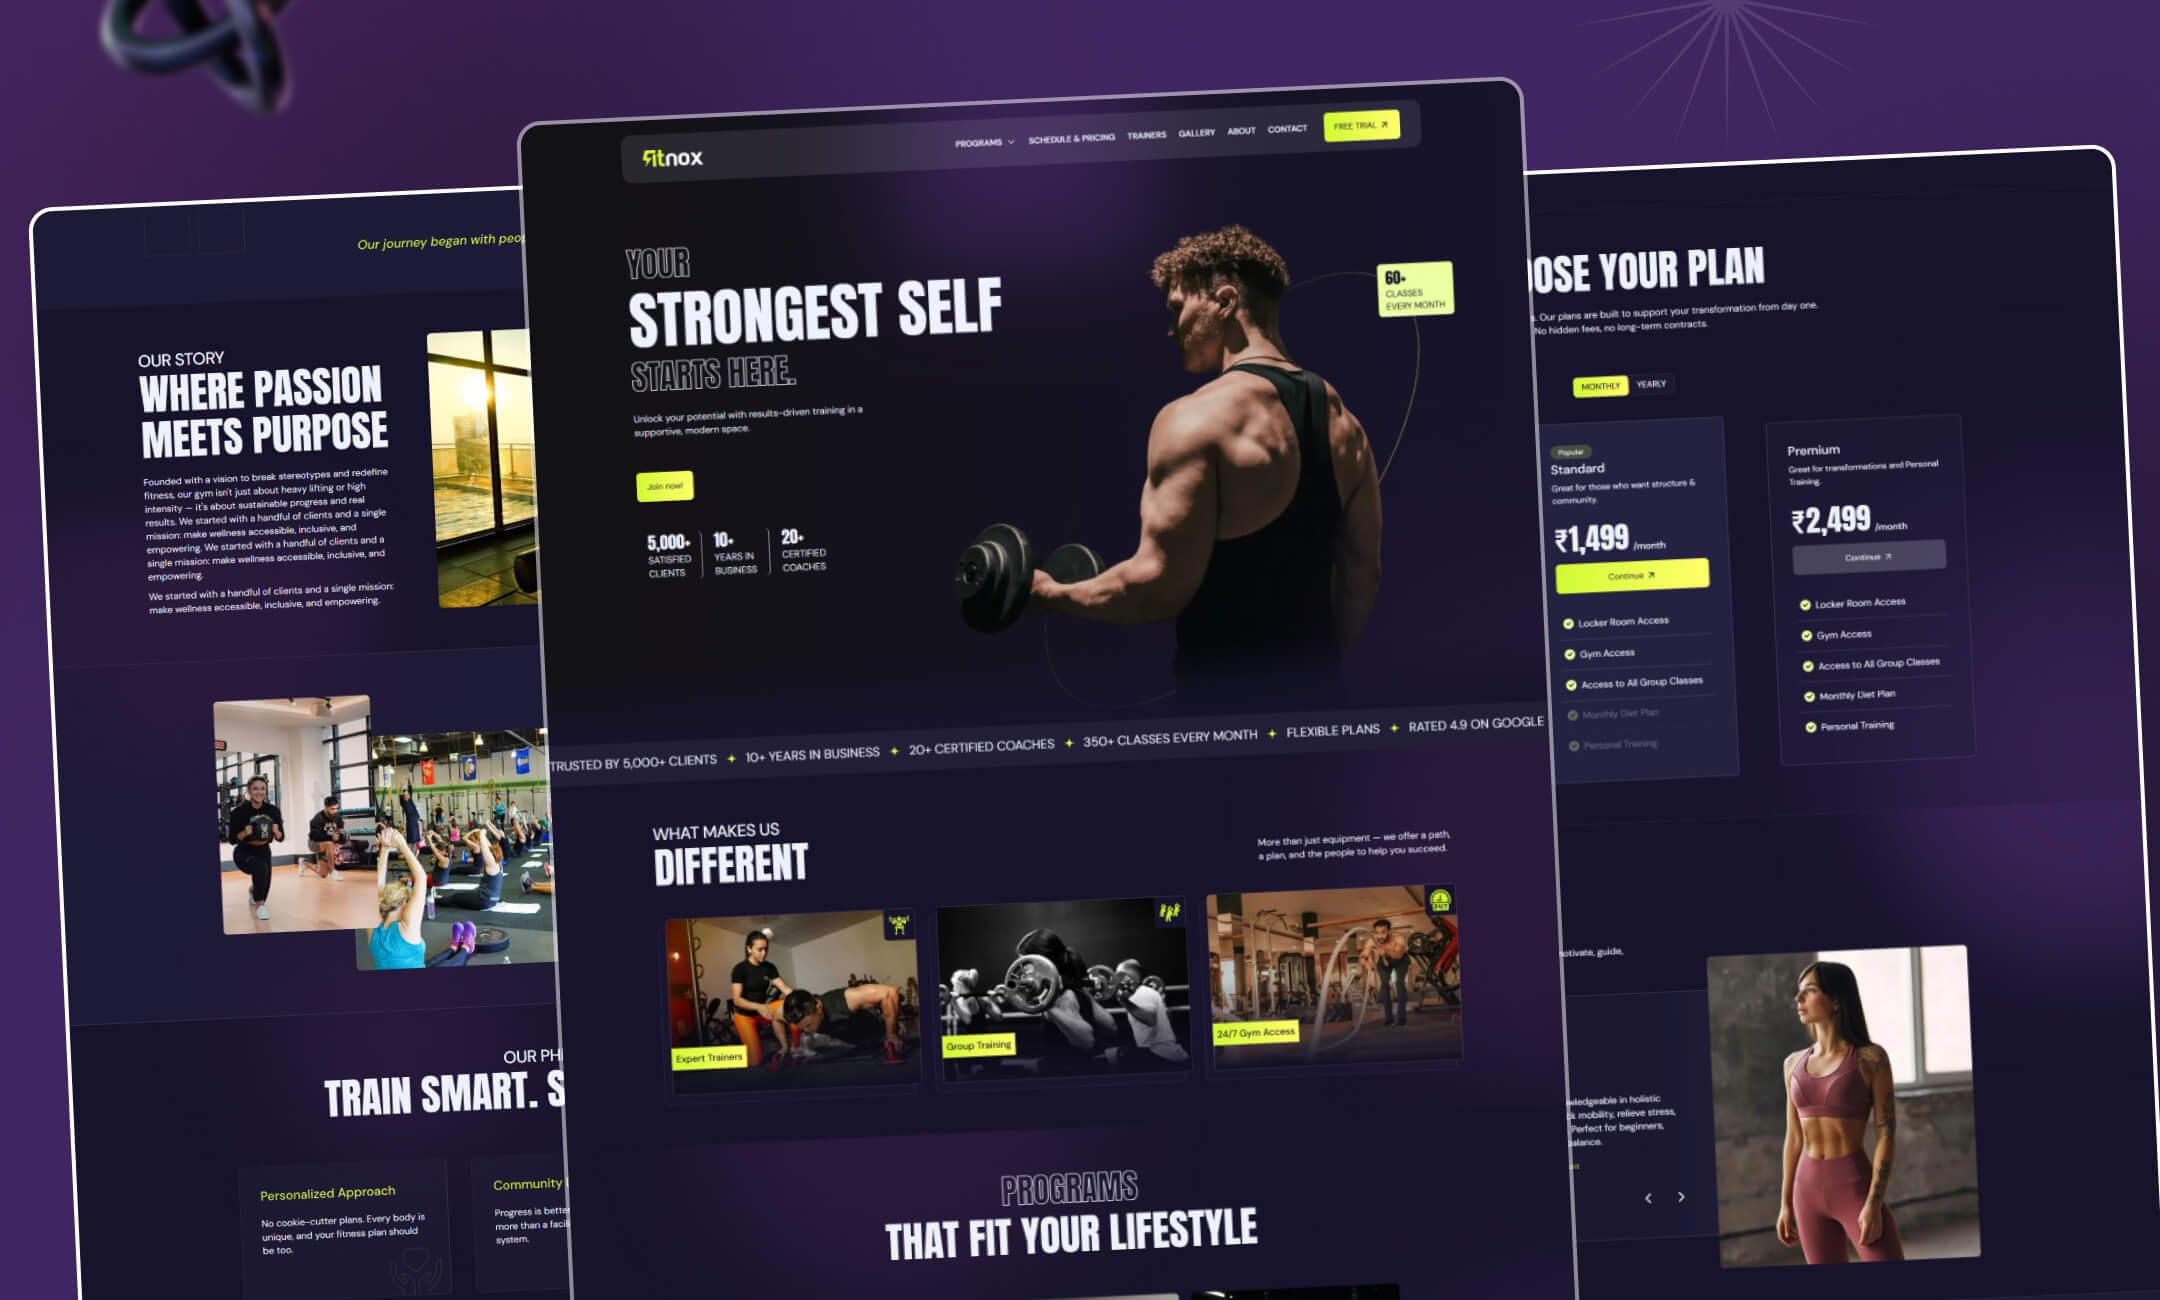 Our journey began with
OUR STORY
WHERE PASSION
MEETS PURPOSE
Founded with a vision to break stereotypes and redefine
fitness, our gym isn't just about heavy lifting or high
intensity — it's about sustainable progress and real
results. We started with a handful of clients and a single
mission: make wellness accessible, inclusive, and
empowering. We started with a handful of clients and a
single mission: make wellness accessible, inclusive, and
empowering.
We started with a handful of clients and a single mission:
make wellness accessible, inclusive, and empowering.
OUR
TRAIN SMART.
Personalized Approach
No cookie-cutter plans. Every body is
unique, and your fitness plan should
be too.
Community
Progress is better
more than a
system.
fitnox
PROGRAMS
SCHEDULE & PRICING
TRAINERS
GALLERY
ABOUT
CONTACT
FREE TRIAL
YOUR
STRONGEST SELF
STARTS HERE.
Unlock your potential with results-driven training in a
supportive, modern space.
Join now!
5,000+
SATISFIED
CLIENTS
10+
YEARS IN
BUSINESS
20+
CERTIFIED
COACHES
60+
CLASSES
EVERY MONTH
TRUSTED BY 5,000+ CLIENTS ✦ 10+ YEARS IN BUSINESS ✦ 20+ CERTIFIED COACHES ✦ 350+ CLASSES EVERY MONTH ✦ FLEXIBLE PLANS ✦ RATED 4.9 ON GOOGLE
WHAT MAKES US
DIFFERENT
More than just equipment — we offer a path,
a plan, and the people to help you succeed.
Expert Trainers
Group Training
24/7
24/7 Gym Access
PROGRAMS
THAT FIT YOUR LIFESTYLE
OSE YOUR PLAN
s. Our plans are built to support your transformation from day one.
No hidden fees, no long-term contracts.
MONTHLY
YEARLY
Popular
Standard
Great for those who want structure &
community.
₹1,499 /month
Continue
Locker Room Access
Gym Access
Access to All Group Classes
Monthly Diet Plan
Personal Training
Premium
Great for transformations and Personal
Training.
₹2,499 /month
Continue
Locker Room Access
Gym Access
Access to All Group Classes
Monthly Diet Plan
Personal Training
otivate, guide,
wledgeable in holistic
ck mobility, relieve stress,
Perfect for beginners,
balance.